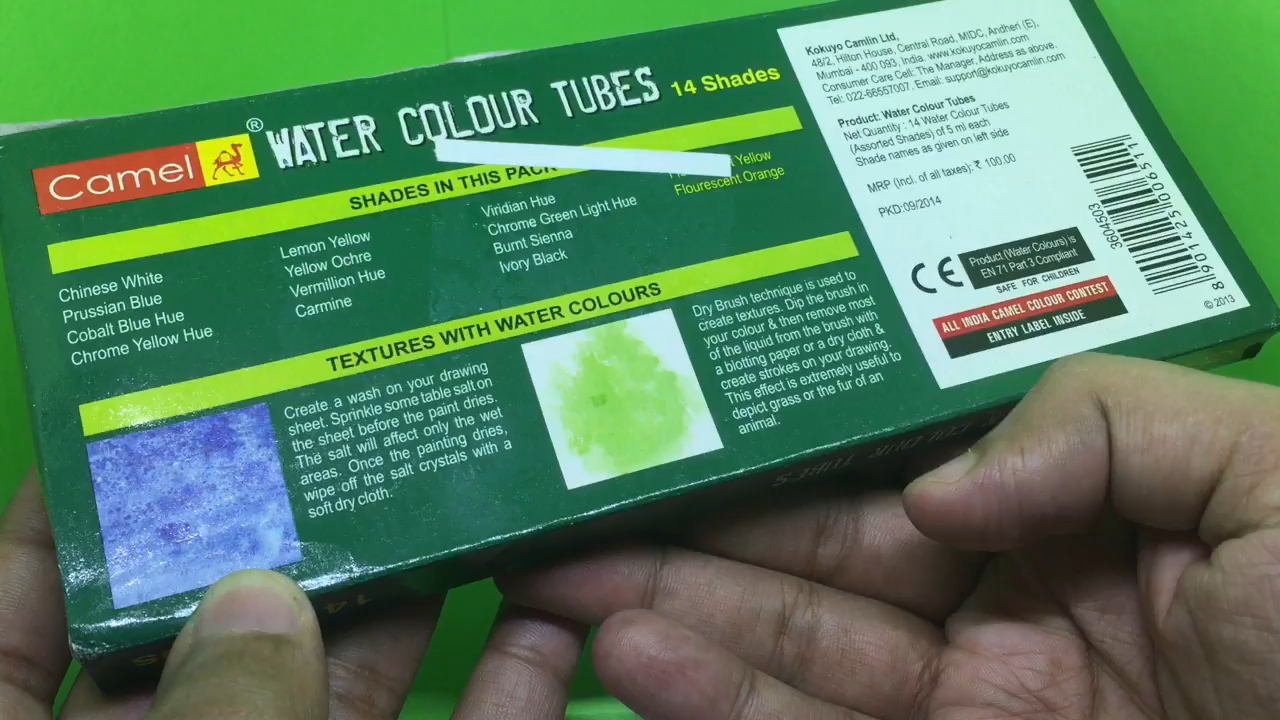 Camel
®
WATER COLOUR TUBES
14 Shades
SHADES IN THIS PACK
Chinese White
Prussian Blue
Cobalt Blue Hue
Chrome Yellow Hue
Lemon Yellow
Yellow Ochre
Vermillion Hue
Carmine
Viridian Hue
Chrome Green Light Hue
Burnt Sienna
Ivory Black
Yellow
Flourescent Orange
TEXTURES WITH WATER COLOURS
Create a wash on your drawing
sheet. Sprinkle some table salt on
the sheet before the paint dries.
The salt will affect only the wet
areas. Once the painting dries,
wipe off the salt crystals with a
soft dry cloth.
Dry Brush technique is used to
create textures. Dip the brush in
your colour & then remove most
of the liquid from the brush with
a blotting paper or a dry cloth &
create strokes on your drawing.
This effect is extremely useful to
depict grass or the fur of an
animal.
Kokuyo Camlin Ltd,
48/2, Hilton House, Central Road, MIDC, Andheri (E),
Mumbai - 400 093, India. www.kokuyocamlin.com
Consumer Care Cell: The Manager, Address as above.
Tel: 022-66557007. Email: support@kokuyocamlin.com
Product: Water Colour Tubes
Net Quantity : 14 Water Colour Tubes
(Assorted Shades) of 5 ml each
Shade names as given on left side
MRP (Incl. of all taxes): ₹ 100.00
PKD:09/2014
CE
Product (Water Colours) is
EN 71 Part 3 Compliant
SAFE FOR CHILDREN
ALL INDIA CAMEL COLOUR CONTEST
ENTRY LABEL INSIDE
3604503
8901425006511
© 2013
14